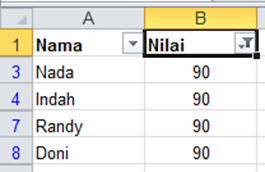 A B
1 Nama Nilai
3 Nada 90
4 Indah 90
7 Randy 90
8 Doni 90